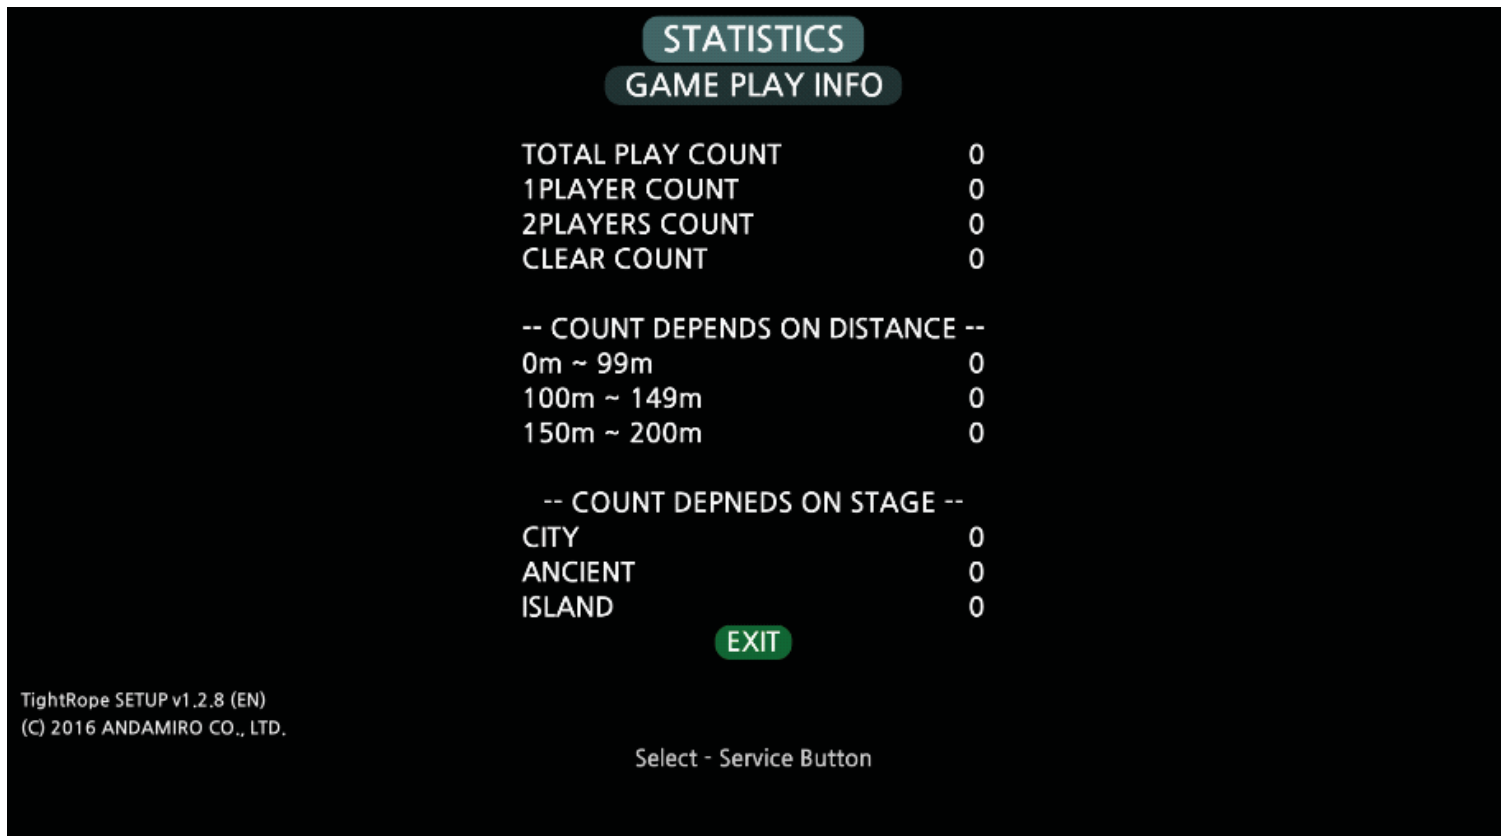 STATISTICS
GAME PLAY INFO
TOTAL PLAY COUNT 0
1PLAYER COUNT 0
2PLAYERS COUNT 0
CLEAR COUNT 0
-- COUNT DEPENDS ON DISTANCE --
0m ~ 99m 0
100m ~ 149m 0
150m ~ 200m 0
-- COUNT DEPNEDS ON STAGE --
CITY 0
ANCIENT 0
ISLAND 0
EXIT
TightRope SETUP v1.2.8 (EN)
(C) 2016 ANDAMIRO CO., LTD.
Select - Service Button